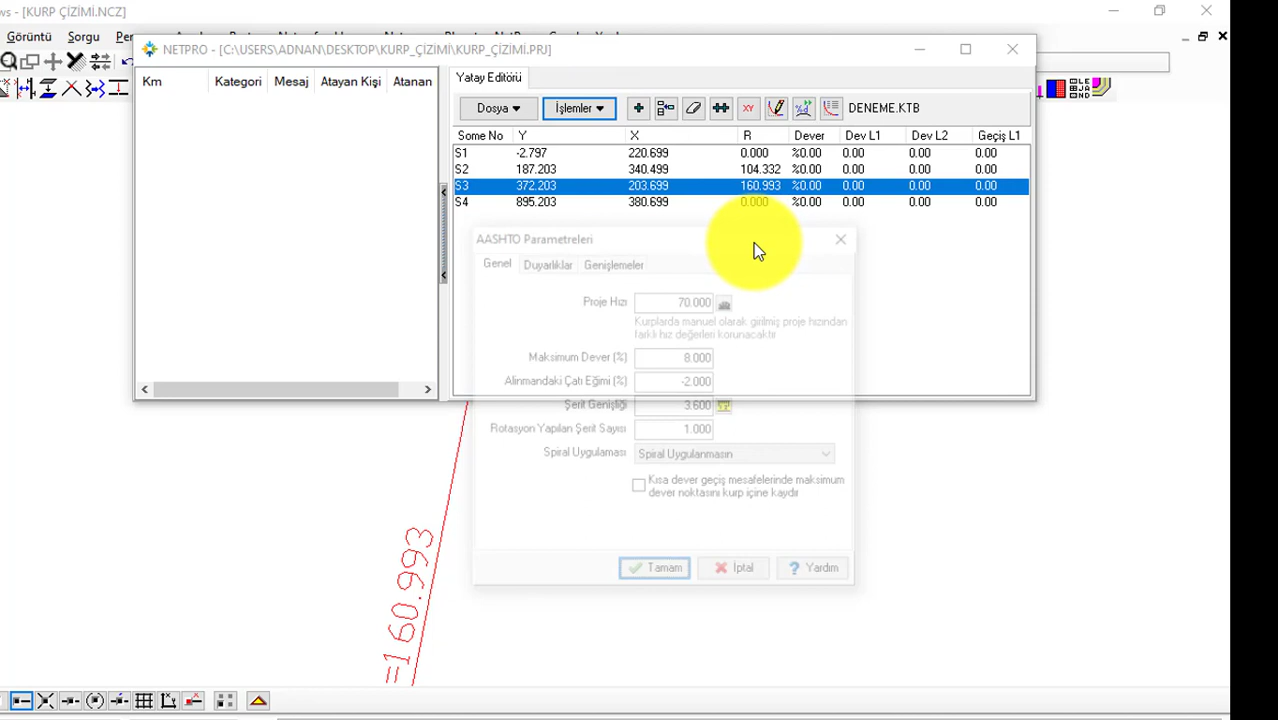 ws - [KURP ÇİZİMİ.NCZ]
Görüntü Sorgu
NETPRO - [C:\USERS\ADNAN\DESKTOP\KURP_ÇİZİMİ\KURP_ÇİZİMİ.PRJ]
Km Kategori Mesaj Atayan Kişi Atanan
Yatay Editörü
Dosya İşlemler XY DENEME.KTB
Some No Y X R Dever Dev L1 Dev L2 Geçiş L1
S1 -2.797 220.699 0.000 %0.00 0.00 0.00 0.00
S2 187.203 340.499 104.332 %0.00 0.00 0.00 0.00
S3 372.203 203.699 160.993 %0.00 0.00 0.00 0.00
S4 895.203 380.699 0.000 %0.00 0.00 0.00 0.00
AASHTO Parametreleri
Genel Duyarlıklar Genişlemeler
Proje Hızı 70.000
Kurplarda manuel olarak girilmiş proje hızından
farklı hız değerleri korunacaktır
Maksimum Dever (%) 8.000
Alinmandaki Çatı Eğimi (%) -2.000
Şerit Genişliği 3.600
Rotasyon Yapılan Şerit Sayısı 1.000
Spiral Uygulaması Spiral Uygulanmasın
Kısa dever geçiş mesafelerinde maksimum
dever noktasını kurp içine kaydır
Tamam İptal Yardım
=160.993